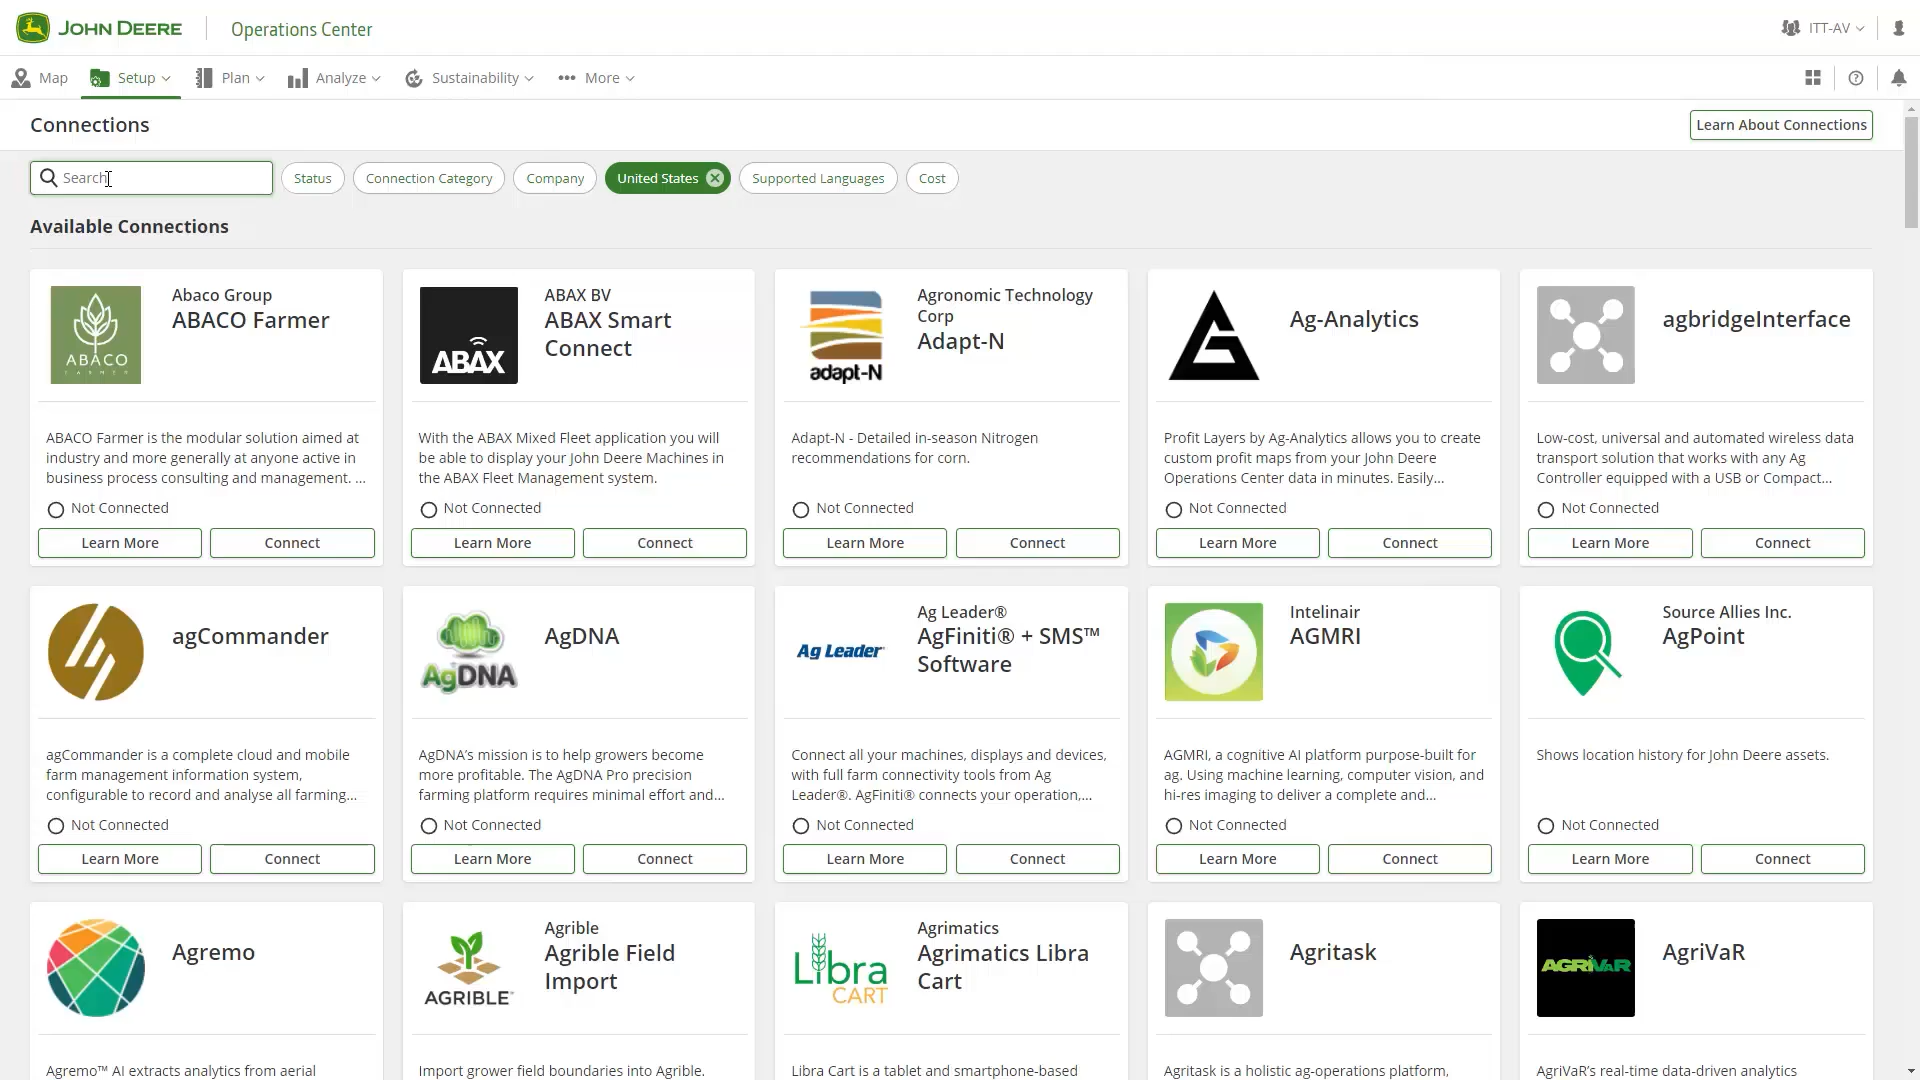 JOHN DEERE
Operations Center
ITT-AV
Map
Setup
Plan
Analyze
Sustainability
More
Connections
Learn About Connections
Search
Status
Connection Category
Company
United States
Supported Languages
Cost
Available Connections
ABACO
FARMER
Abaco Group
ABACO Farmer
ABACO Farmer is the modular solution aimed at
industry and more generally at anyone active in
business process consulting and management. ...
Not Connected
Learn More
Connect
ABAX
ABAX BV
ABAX Smart
Connect
With the ABAX Mixed Fleet application you will
be able to display your John Deere Machines in
the ABAX Fleet Management system.
Not Connected
Learn More
Connect
adapt-N
Agronomic Technology
Corp
Adapt-N
Adapt-N - Detailed in-season Nitrogen
recommendations for corn.
Not Connected
Learn More
Connect
Ag-Analytics
Profit Layers by Ag-Analytics allows you to create
custom profit maps from your John Deere
Operations Center data in minutes. Easily...
Not Connected
Learn More
Connect
agbridgeInterface
Low-cost, universal and automated wireless data
transport solution that works with any Ag
Controller equipped with a USB or Compact...
Not Connected
Learn More
Connect
agCommander
agCommander is a complete cloud and mobile
farm management information system,
configurable to record and analyse all farming...
Not Connected
Learn More
Connect
AgDNA
AgDNA
AgDNA's mission is to help growers become
more profitable. The AgDNA Pro precision
farming platform requires minimal effort and...
Not Connected
Learn More
Connect
Ag Leader
Ag Leader®
AgFiniti® + SMS™
Software
Connect all your machines, displays and devices,
with full farm connectivity tools from Ag
Leader®. AgFiniti® connects your operation,...
Not Connected
Learn More
Connect
Intelinair
AGMRI
AGMRI, a cognitive AI platform purpose-built for
ag. Using machine learning, computer vision, and
hi-res imaging to deliver a complete and...
Not Connected
Learn More
Connect
Source Allies Inc.
AgPoint
Shows location history for John Deere assets.
Not Connected
Learn More
Connect
Agremo
Agremo™ AI extracts analytics from aerial
AGRIBLE
Agrible
Agrible Field
Import
Import grower field boundaries into Agrible.
Libra
CART
Agrimatics
Agrimatics Libra
Cart
Libra Cart is a tablet and smartphone-based
Agritask
Agritask is a holistic ag-operations platform,
AGRIVAR
AgriVaR
AgriVaR's real-time data-driven analytics